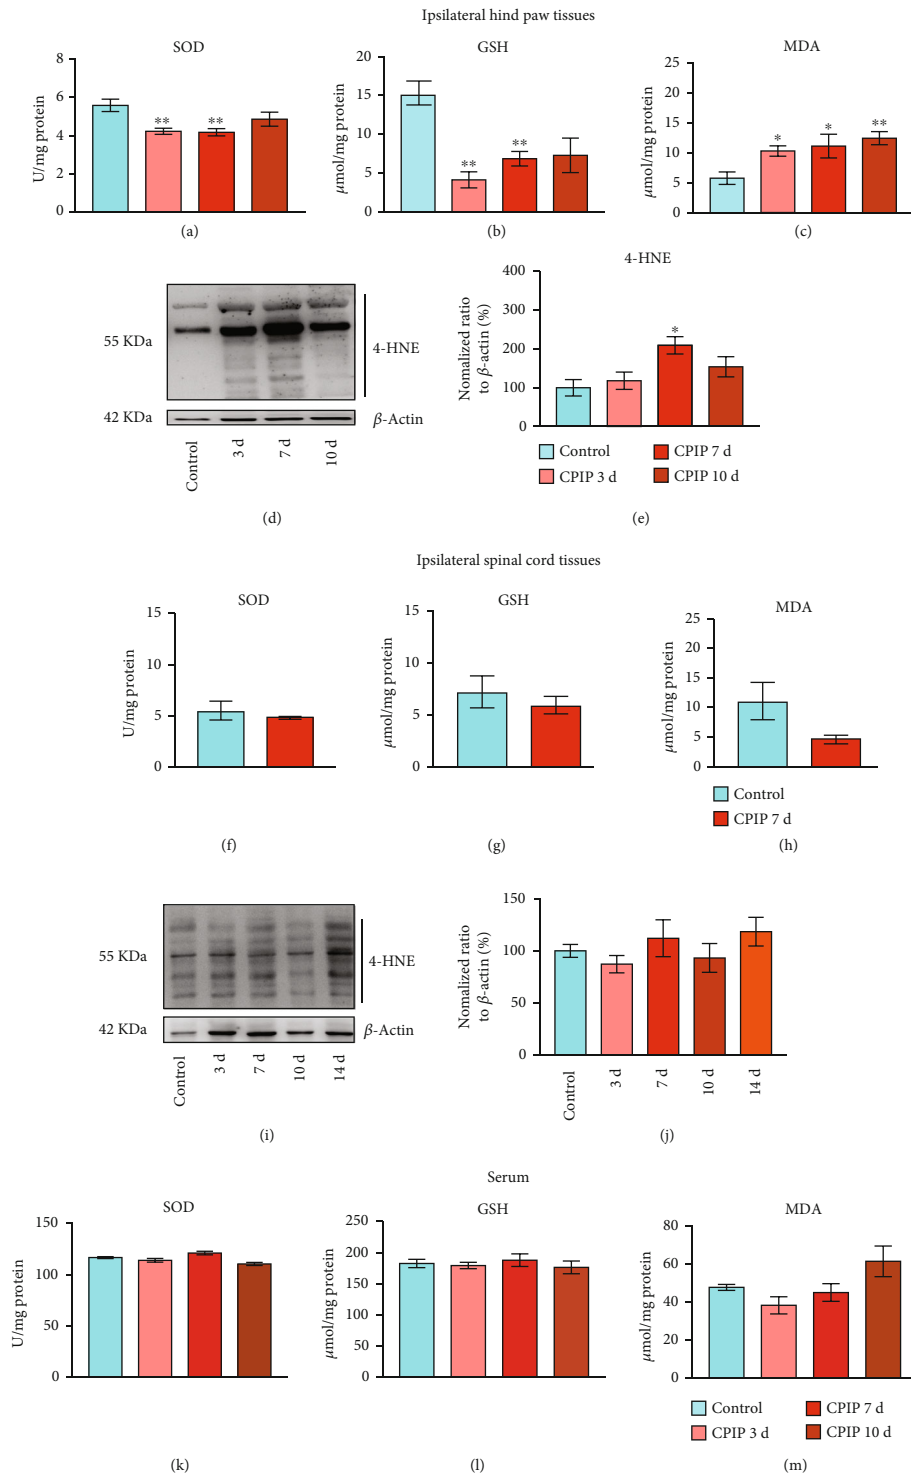 Ipsilateral hind paw tissues
SOD
U/mg protein
8
6
4
2
0
**
**
(a)
GSH
μmol/mg protein
20
15
10
5
0
**
**
(b)
MDA
μmol/mg protein
25
20
15
10
5
0
*
*
**
(c)
55 KDa
4-HNE
42 KDa
β-Actin
Control
3 d
7 d
10 d
(d)
4-HNE
Nomalized ratio
to β-actin (%)
400
300
200
100
0
*
Control
CPIP 7 d
CPIP 3 d
CPIP 10 d
(e)
Ipsilateral spinal cord tissues
SOD
U/mg protein
15
10
5
0
(f)
GSH
μmol/mg protein
15
10
5
0
(g)
MDA
μmol/mg protein
25
20
15
10
5
0
Control
CPIP 7 d
(h)
55 KDa
4-HNE
42 KDa
β-Actin
Control
3 d
7 d
10 d
14 d
(i)
Nomalized ratio
to β-actin (%)
150
100
50
0
Control
3 d
7 d
10 d
14 d
(j)
Serum
SOD
U/mg protein
150
100
50
0
(k)
GSH
μmol/mg protein
250
200
150
100
50
0
(l)
MDA
μmol/mg protein
80
60
40
20
0
Control
CPIP 7 d
CPIP 3 d
CPIP 10 d
(m)